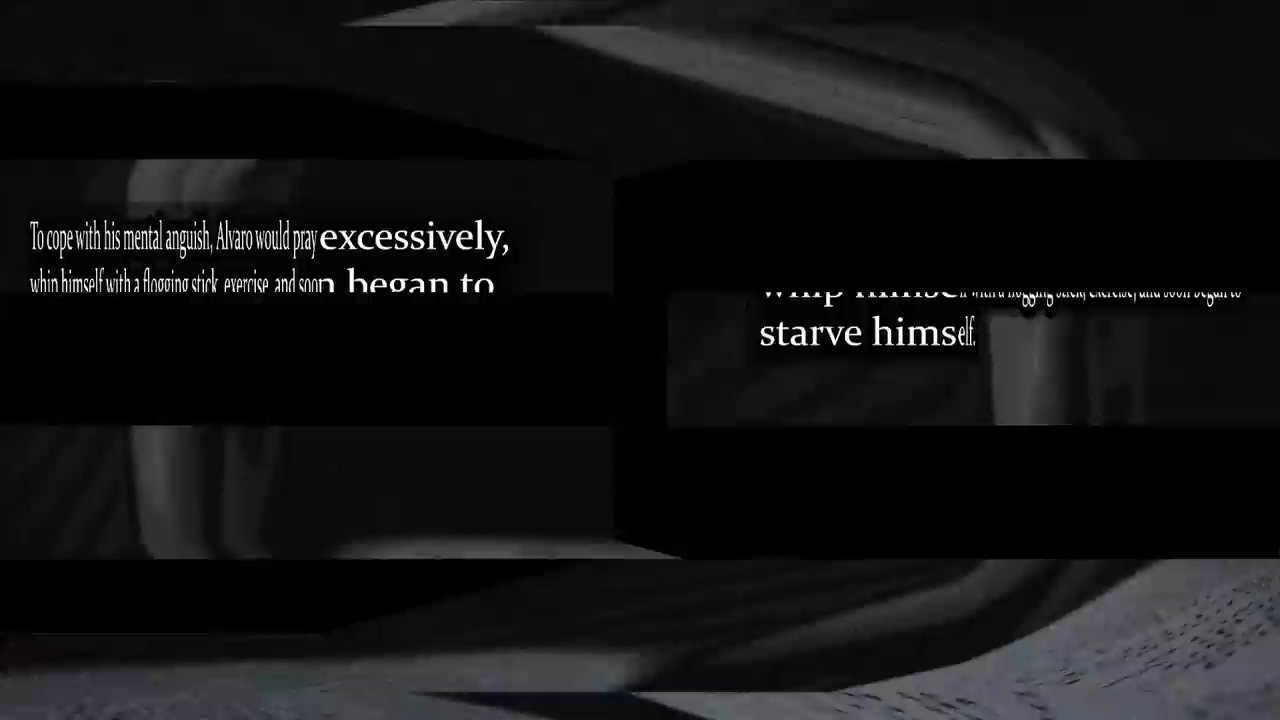 To cope with his mental anguish, Alvaro would pray excessively,
whip himself with a flogging stick, exercise, and soon began to
starve himself.